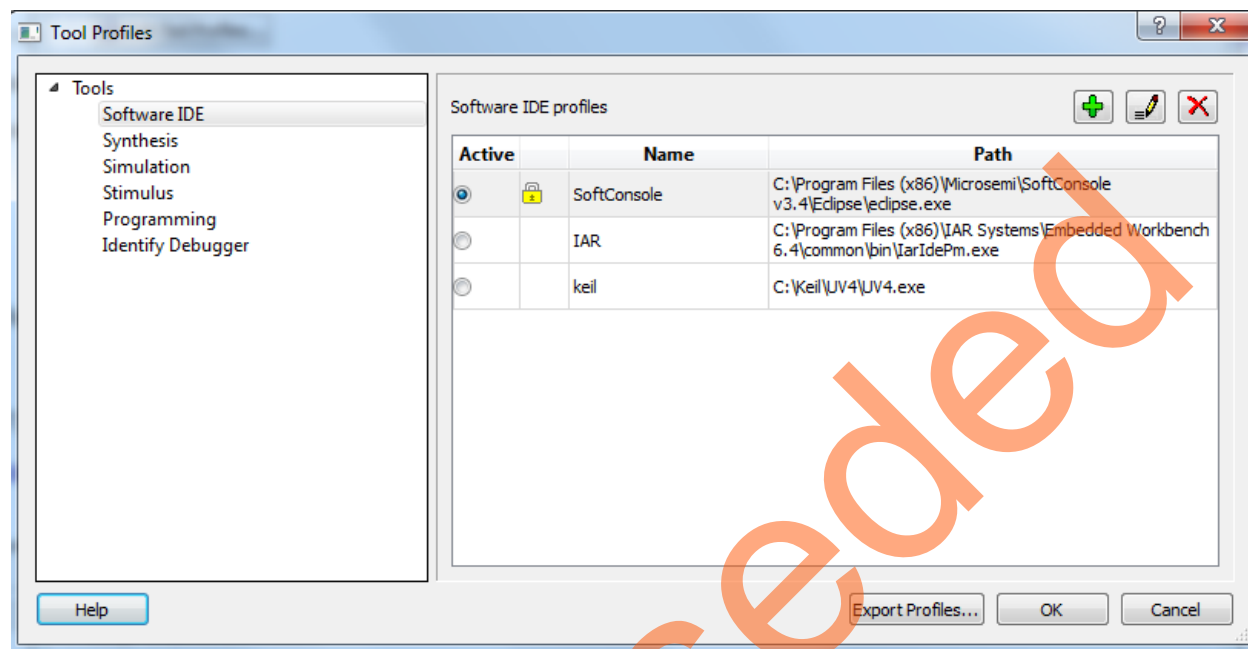 Tool Profiles
Tools
Software IDE
Synthesis
Simulation
Stimulus
Programming
Identify Debugger
Software IDE profiles
Active Name Path
SoftConsole C:\Program Files (x86)\Microsemi\SoftConsole
v3.4\Eclipse\eclipse.exe
IAR C:\Program Files (x86)\IAR Systems\Embedded Workbench
6.4\common\bin\IarIdePm.exe
keil C:\Keil\UV4\UV4.exe
Help Export Profiles... OK Cancel
seded